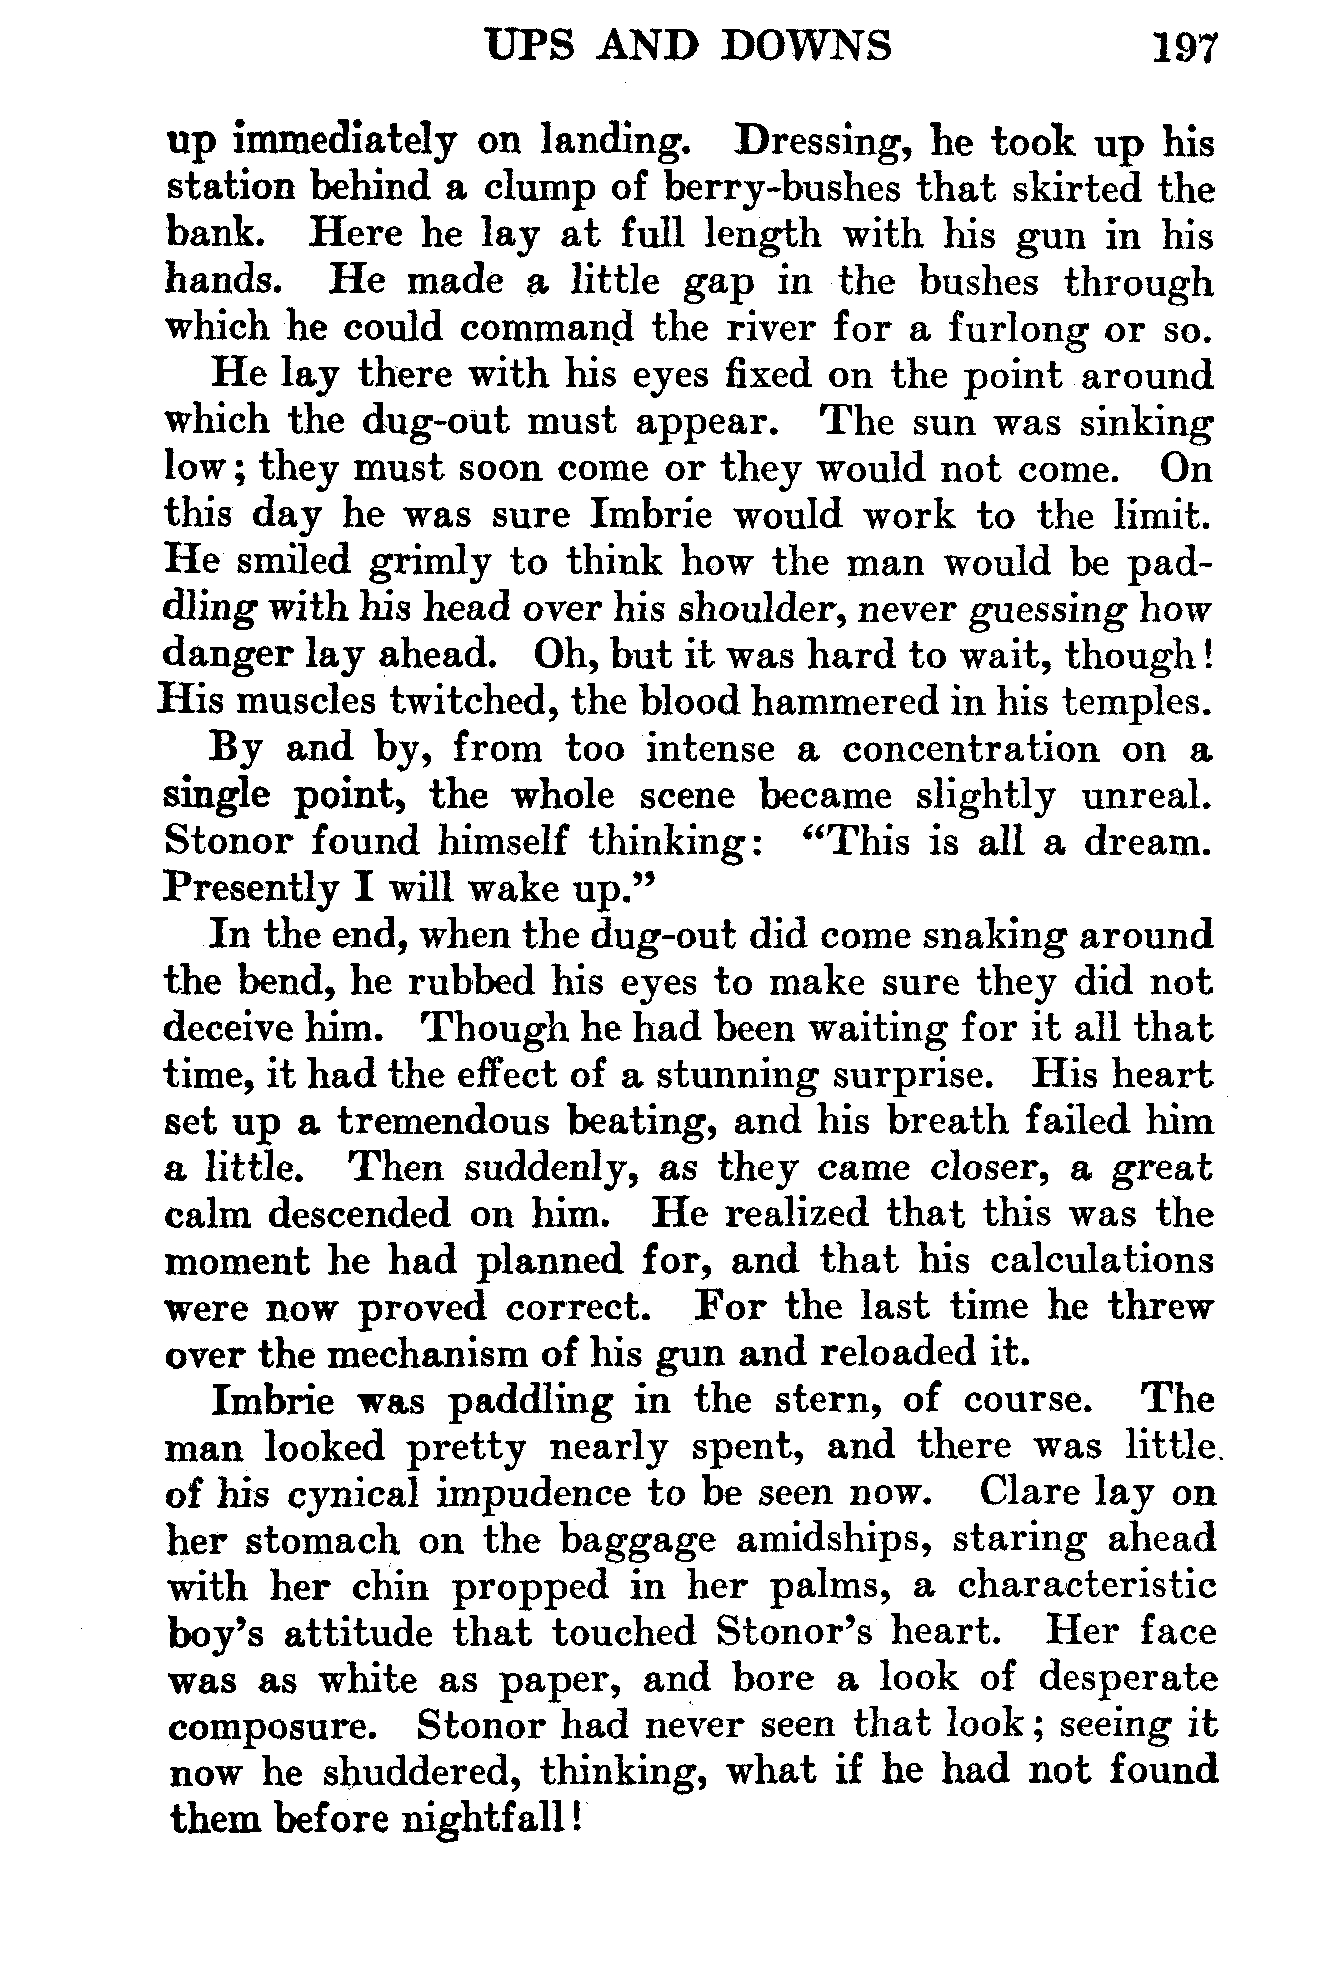 UPS AND DOWNS 197
up immediately on landing. Dressing, he took up his
station behind a clump of berry-bushes that skirted the
bank. Here he lay at full length with his gun in his
hands. He made a little gap in the bushes through
which he could command the river for a furlong or so.
He lay there with his eyes fixed on the point around
which the dug-out must appear. The sun was sinking
low; they must soon come or they would not come. On
this day he was sure Imbrie would work to the limit.
He smiled grimly to think how the man would be pad-
dling with his head over his shoulder, never guessing how
danger lay ahead. Oh, but it was hard to wait, though!
His muscles twitched, the blood hammered in his temples.
By and by, from too intense a concentration on a
single point, the whole scene became slightly unreal.
Stonor found himself thinking: “This is all a dream.
Presently I will wake up.”
In the end, when the dug-out did come snaking around
the bend, he rubbed his eyes to make sure they did not
deceive him. Though he had been waiting for it all that
time, it had the effect of a stunning surprise. His heart
set up a tremendous beating, and his breath failed him
a little. Then suddenly, as they came closer, a great
calm descended on him. He realized that this was the
moment he had planned for, and that his calculations
were now proved correct. For the last time he threw
over the mechanism of his gun and reloaded it.
Imbrie was paddling in the stern, of course. The
man looked pretty nearly spent, and there was little
of his cynical impudence to be seen now. Clare lay on
her stomach on the baggage amidships, staring ahead
with her chin propped in her palms, a characteristic
boy’s attitude that touched Stonor’s heart. Her face
was as white as paper, and bore a look of desperate
composure. Stonor had never seen that look; seeing it
now he shuddered, thinking, what if he had not found
them before nightfall!